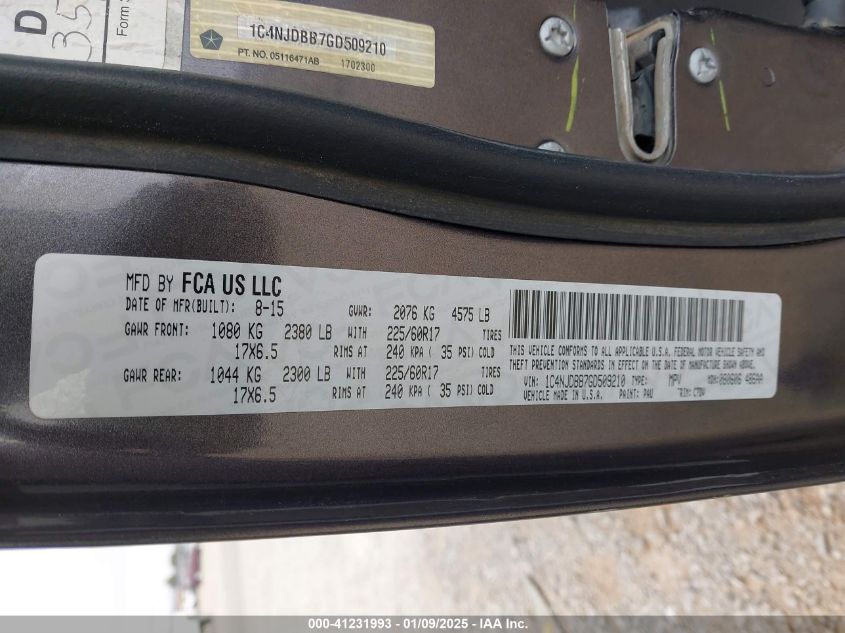 D
35
Form
1C4NJDBB7GD509210
PT. NO. 05116471AB 1702300
MFD BY FCA US LLC
DATE OF MFR(BUILT): 8-15 GVWR: 2076 KG 4575 LB
GAWR FRONT: 1080 KG 2380 LB WITH 225/60R17 TIRES
17X6.5 RIMS AT 240 KPA ( 35 PSI) COLD
GAWR REAR: 1044 KG 2300 LB WITH 225/60R17 TIRES
17X6.5 RIMS AT 240 KPA ( 35 PSI) COLD
THIS VEHICLE CONFORMS TO ALL APPLICABLE U.S.A. FEDERAL MOTOR VEHICLE SAFETY AND
THEFT PREVENTION STANDARDS IN EFFECT ON THE DATE OF MANUFACTURE SHOWN ABOVE.
VIN: 1C4NJDBB7GD509210 TYPE: MPV MDH: 080606 486AA
VEHICLE MADE IN U.S.A. PAINT: PAU TRIM: C7DV
000-41231993 - 01/09/2025 - IAA Inc.